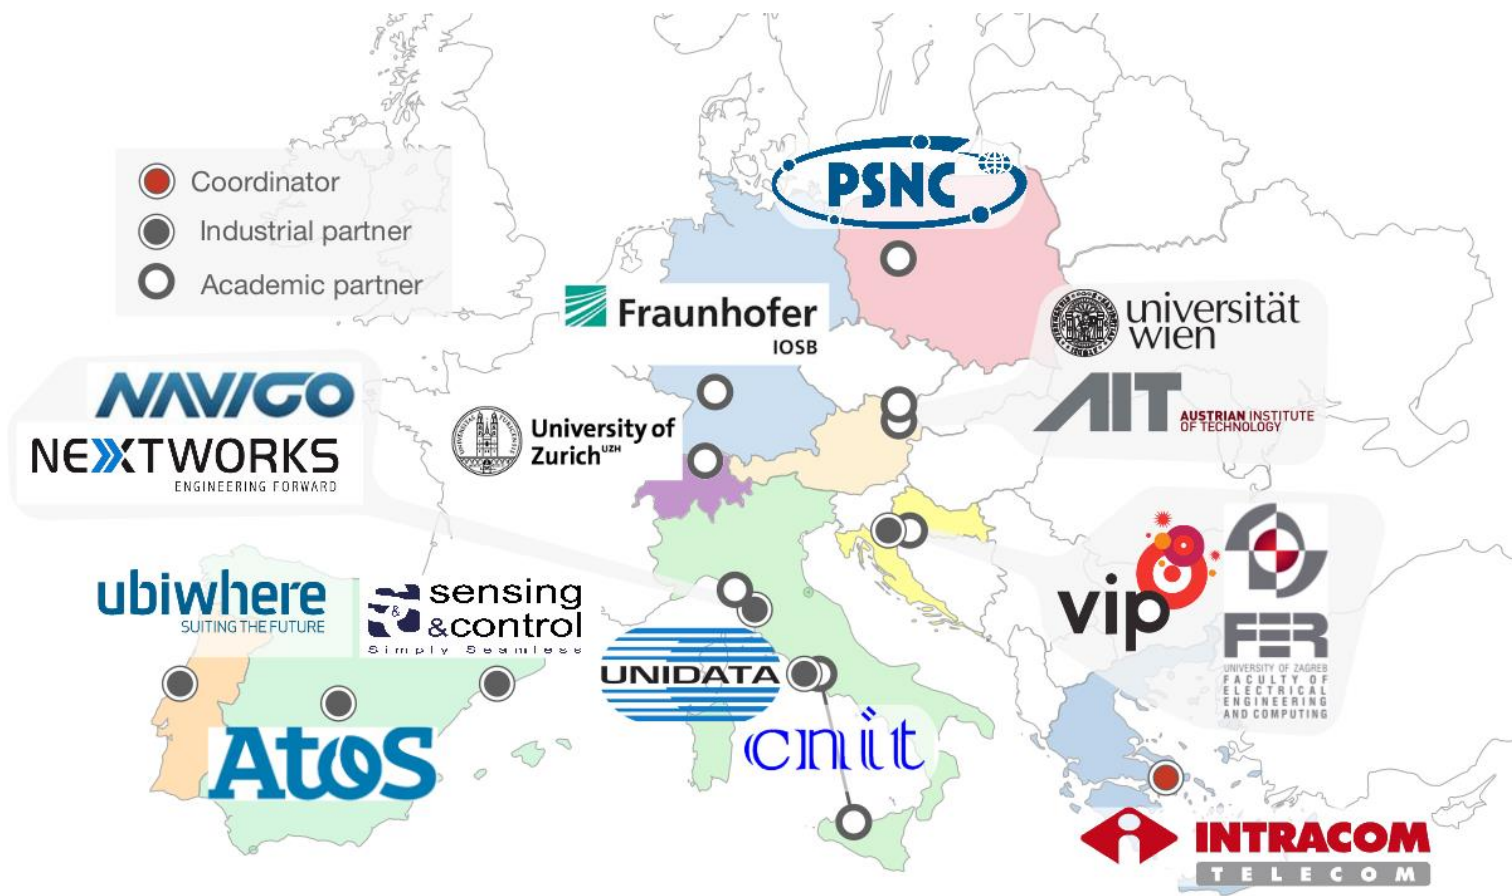 Coordinator
Industrial partner
Academic partner
PSNC
Fraunhofer
IOSB
universität
wien
AIT
AUSTRIAN INSTITUTE
OF TECHNOLOGY
NAVIGO
NEXTWORKS
ENGINEERING FORWARD
University of
Zurich UZH
ubiwhere
SUITING THE FUTURE
sensing
&control
Simply Seamless
&
vip
FER
UNIVERSITY OF ZAGREB
FACULTY OF
ELECTRICAL
ENGINEERING
AND COMPUTING
UNIDATA
Atos
cnit
INTRACOM
TELECOM